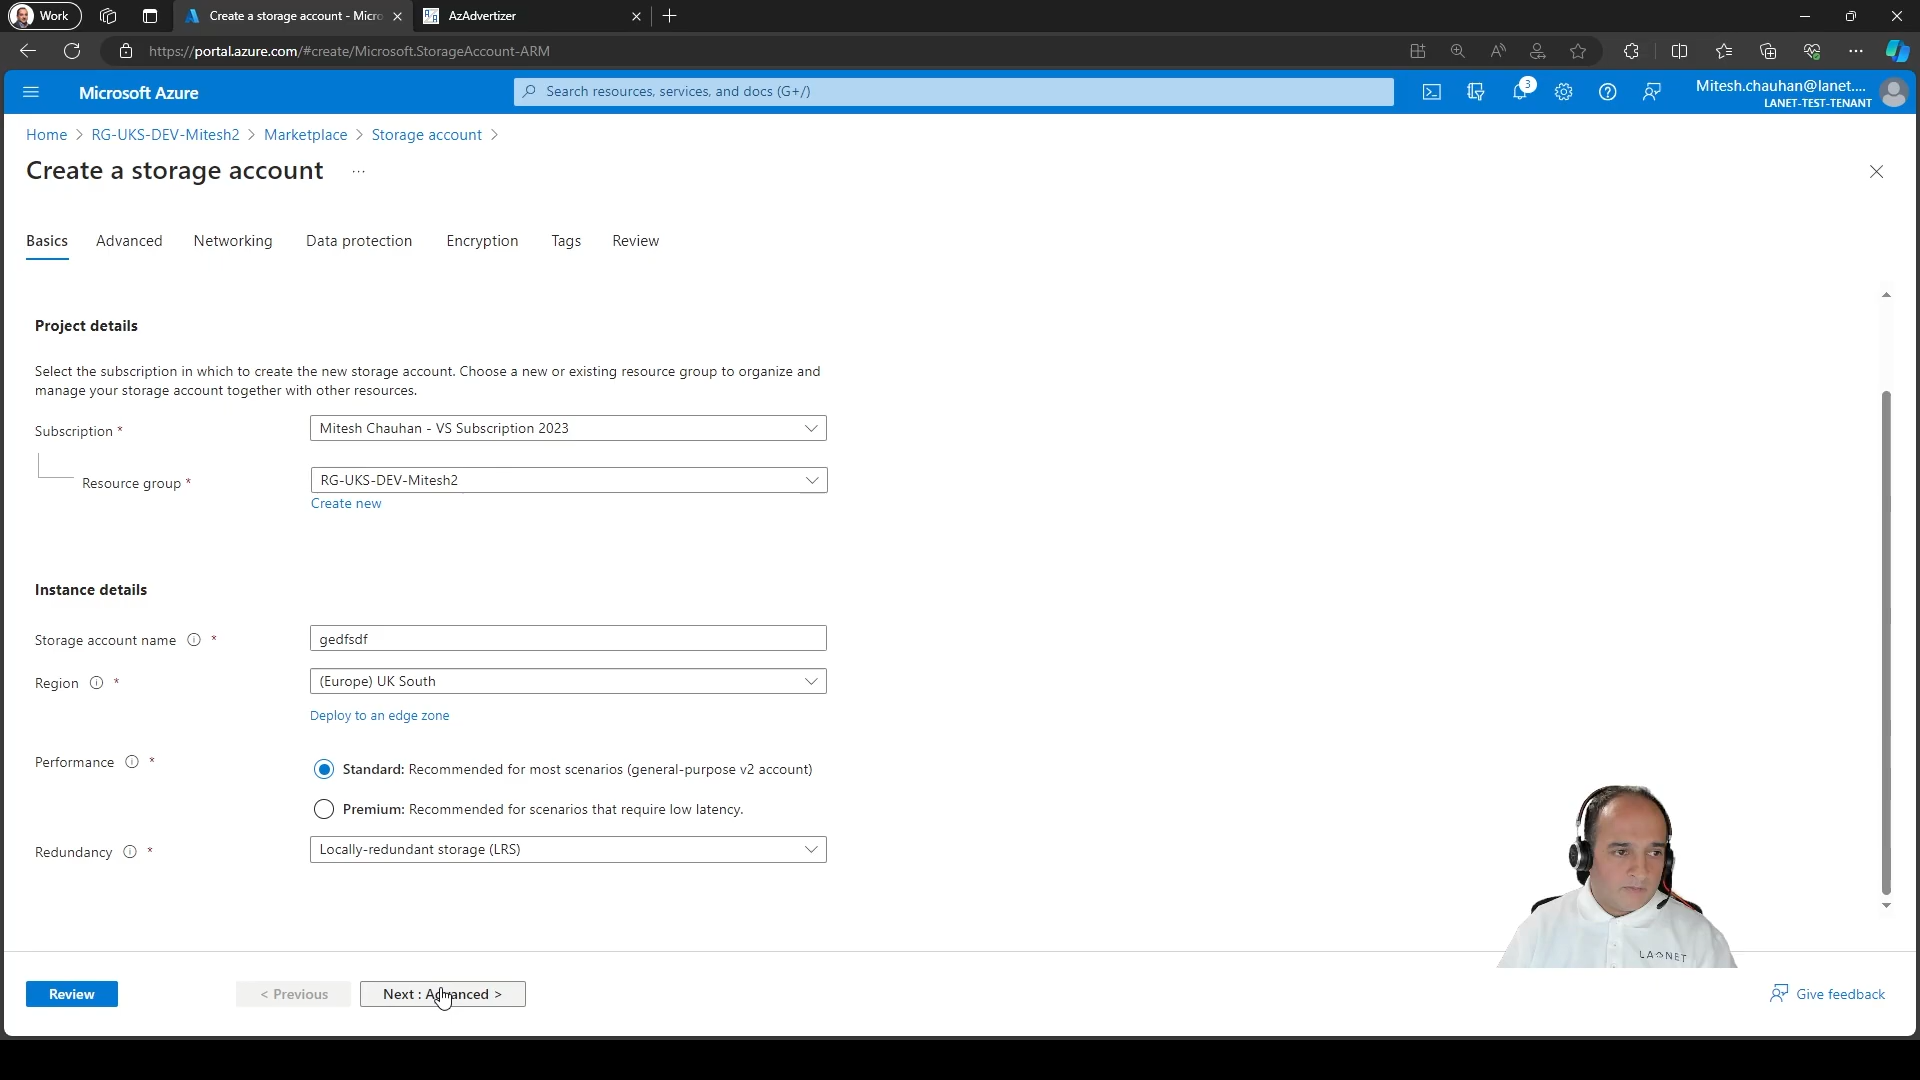 Work
Create a storage account - Micro
AzAdvertizer
https://portal.azure.com/#create/Microsoft.StorageAccount-ARM
Microsoft Azure
Search resources, services, and docs (G+/)
3
Mitesh.chauhan@lanet....
LANET-TEST-TENANT
Home > RG-UKS-DEV-Mitesh2 > Marketplace > Storage account >
Create a storage account ...
Basics Advanced Networking Data protection Encryption Tags Review
Project details
Select the subscription in which to create the new storage account. Choose a new or existing resource group to organize and
manage your storage account together with other resources.
Subscription *
Mitesh Chauhan - VS Subscription 2023
Resource group *
RG-UKS-DEV-Mitesh2
Create new
Instance details
Storage account name *
gedfsdf
Region *
(Europe) UK South
Deploy to an edge zone
Performance *
Standard: Recommended for most scenarios (general-purpose v2 account)
Premium: Recommended for scenarios that require low latency.
Redundancy *
Locally-redundant storage (LRS)
Review
< Previous
Next : Advanced >
Give feedback